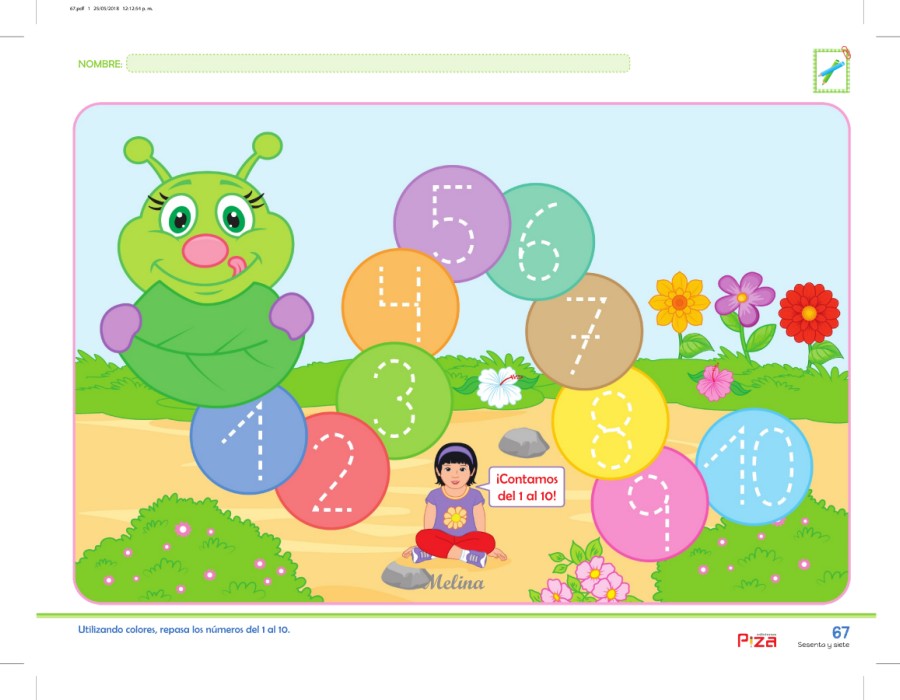 67.pdf 1 25/05/2018 12:12:54 p. m.
NOMBRE:
5
6
4
7
3
1
2
8
9
10
¡Contamos
del 1 al 10!
Melina
Utilizando colores, repasa los números del 1 al 10.
Piza
67
Sesenta y siete